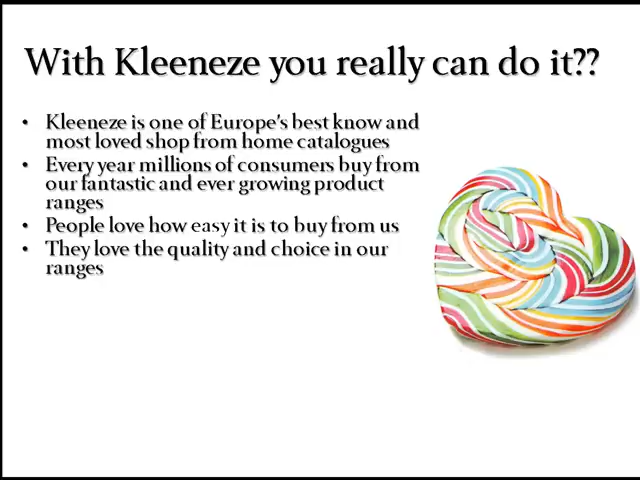 With Kleeneze you really can do it??
• Kleeneze is one of Europe's best know and
most loved shop from home catalogues
• Every year millions of consumers buy from
our fantastic and ever growing product
ranges
• People love how easy it is to buy from us
• They love the quality and choice in our
ranges